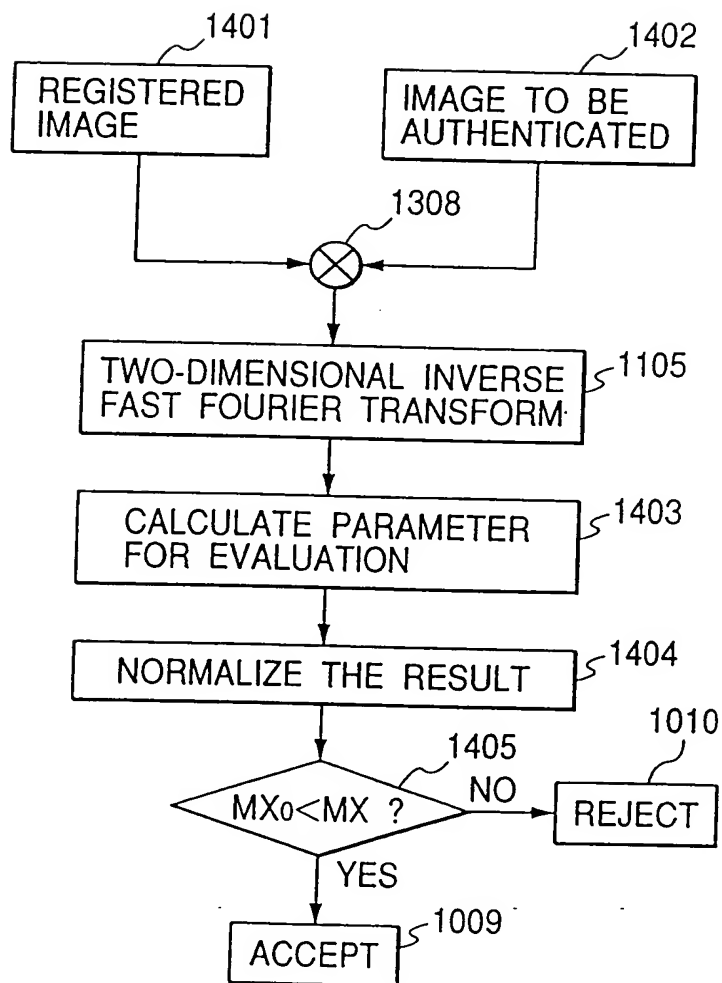 1401
1402
REGISTERED
IMAGE
IMAGE TO BE
AUTHENTICATED
1308
TWO-DIMENSIONAL INVERSE
FAST FOURIER TRANSFORM
1105
CALCULATE PARAMETER
FOR EVALUATION
1403
NORMALIZE THE RESULT
1404
1405
1010
MX0<MX ?
NO
REJECT
YES
1009
ACCEPT